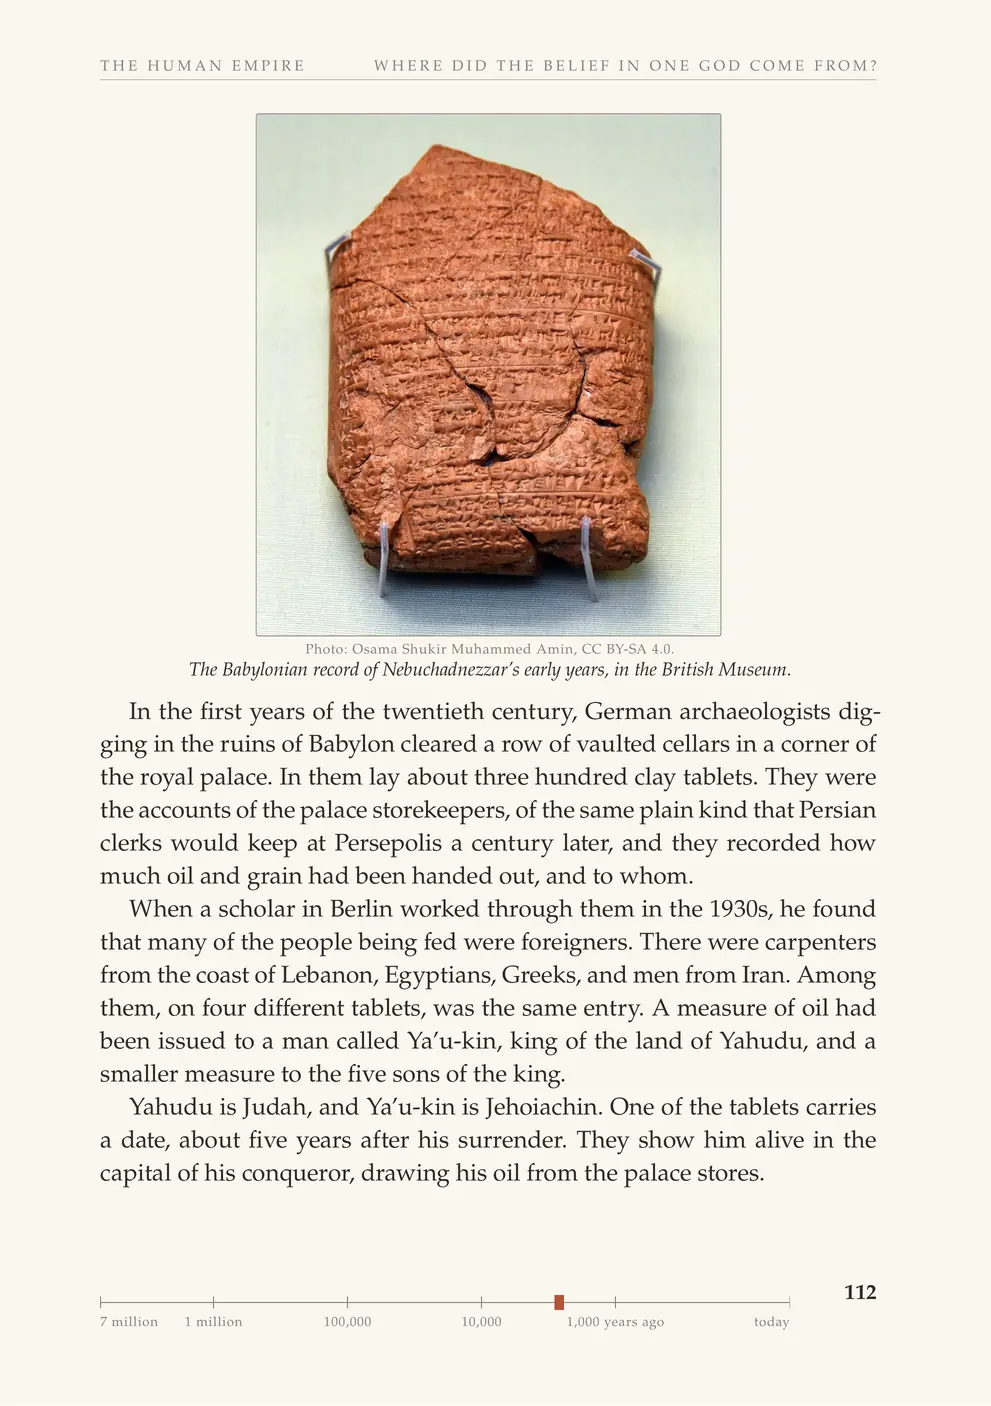 THE HUMAN EMPIRE WHERE DID THE BELIEF IN ONE GOD COME FROM?
Photo: Osama Shukir Muhammed Amin, CC BY-SA 4.0.
The Babylonian record of Nebuchadnezzar’s early years, in the British Museum.
In the first years of the twentieth century, German archaeologists dig-
ging in the ruins of Babylon cleared a row of vaulted cellars in a corner of
the royal palace. In them lay about three hundred clay tablets. They were
the accounts of the palace storekeepers, of the same plain kind that Persian
clerks would keep at Persepolis a century later, and they recorded how
much oil and grain had been handed out, and to whom.
When a scholar in Berlin worked through them in the 1930s, he found
that many of the people being fed were foreigners. There were carpenters
from the coast of Lebanon, Egyptians, Greeks, and men from Iran. Among
them, on four different tablets, was the same entry. A measure of oil had
been issued to a man called Ya’u-kin, king of the land of Yahudu, and a
smaller measure to the five sons of the king.
Yahudu is Judah, and Ya’u-kin is Jehoiachin. One of the tablets carries
a date, about five years after his surrender. They show him alive in the
capital of his conqueror, drawing his oil from the palace stores.
112
7 million 1 million 100,000 10,000 1,000 years ago today